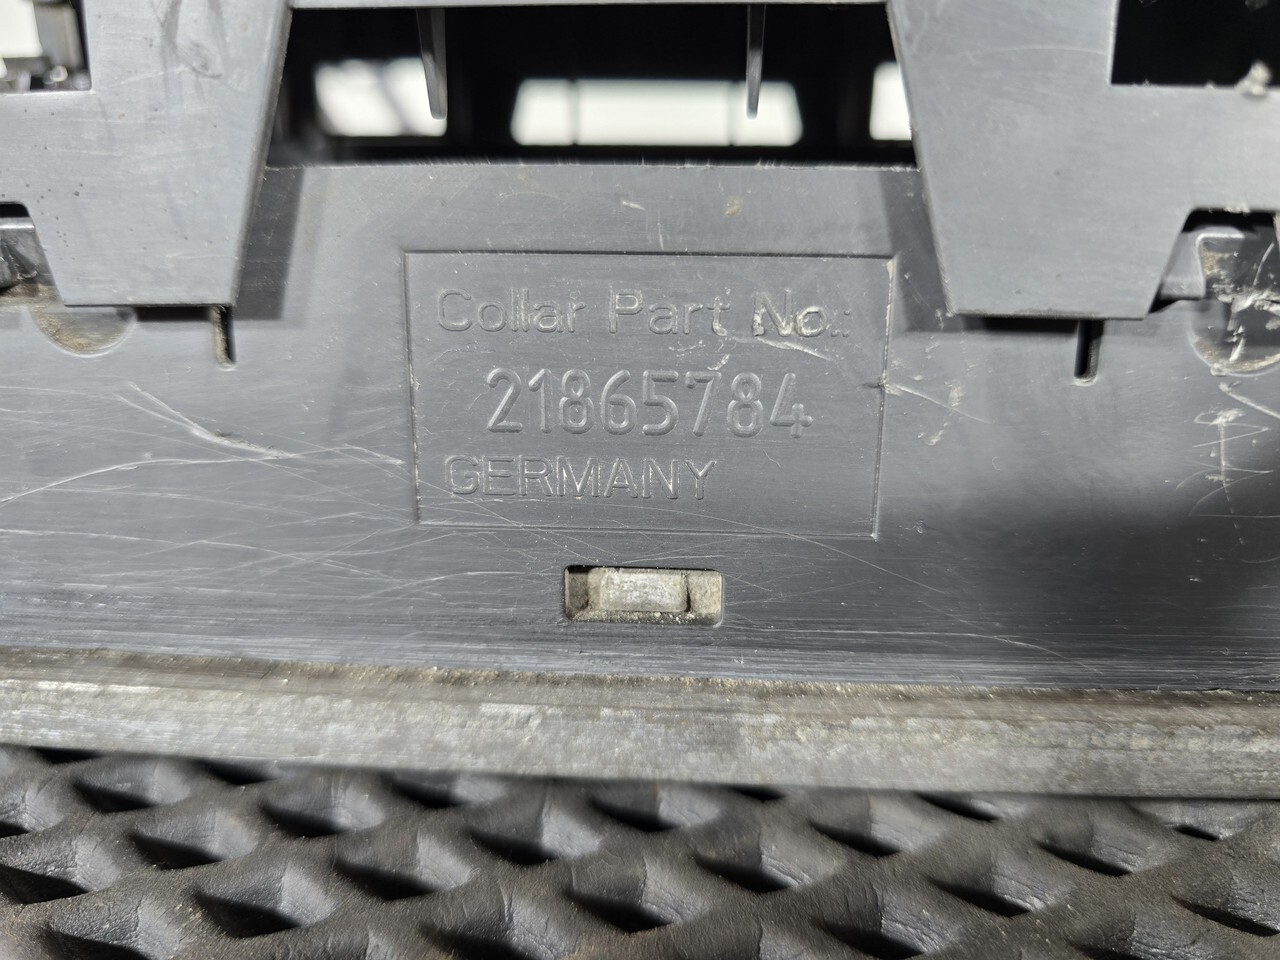 Collar Part No.:
21865784
GERMANY